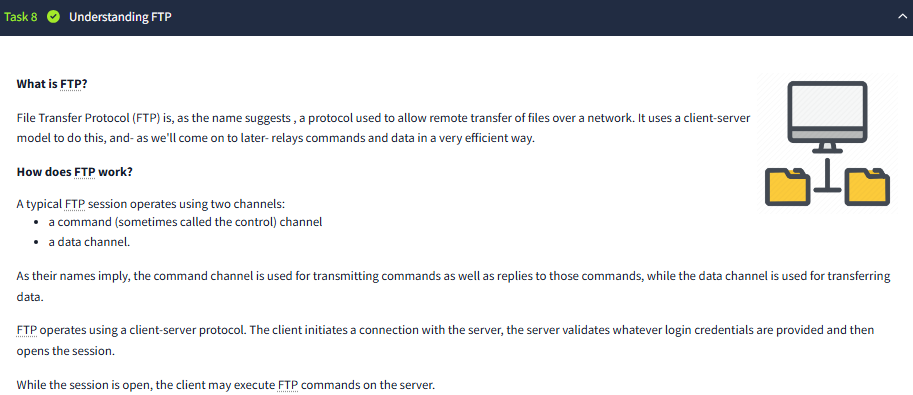 Task 8 Understanding FTP
What is FTP?
File Transfer Protocol (FTP) is, as the name suggests , a protocol used to allow remote transfer of files over a network. It uses a client-server
model to do this, and- as we'll come on to later- relays commands and data in a very efficient way.
How does FTP work?
A typical FTP session operates using two channels:
• a command (sometimes called the control) channel
• a data channel.
As their names imply, the command channel is used for transmitting commands as well as replies to those commands, while the data channel is used for transferring
data.
FTP operates using a client-server protocol. The client initiates a connection with the server, the server validates whatever login credentials are provided and then
opens the session.
While the session is open, the client may execute FTP commands on the server.